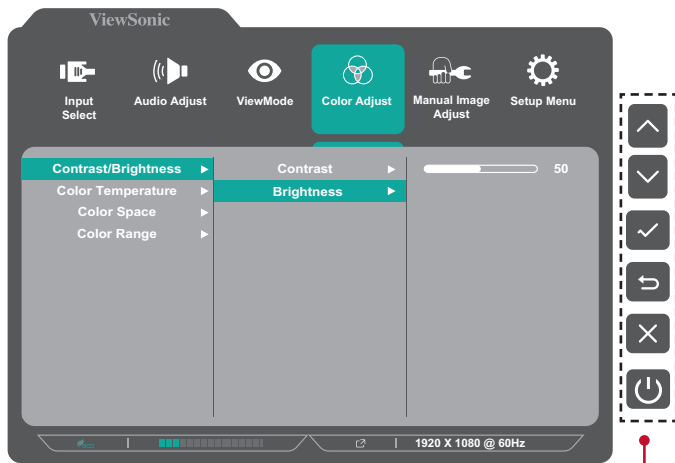 ViewSonic
Input Select
Audio Adjust
ViewMode
Color Adjust
Manual Image Adjust
Setup Menu
Contrast/Brightness
Contrast
50
Color Temperature
Brightness
Color Space
Color Range
1920 X 1080 @ 60Hz